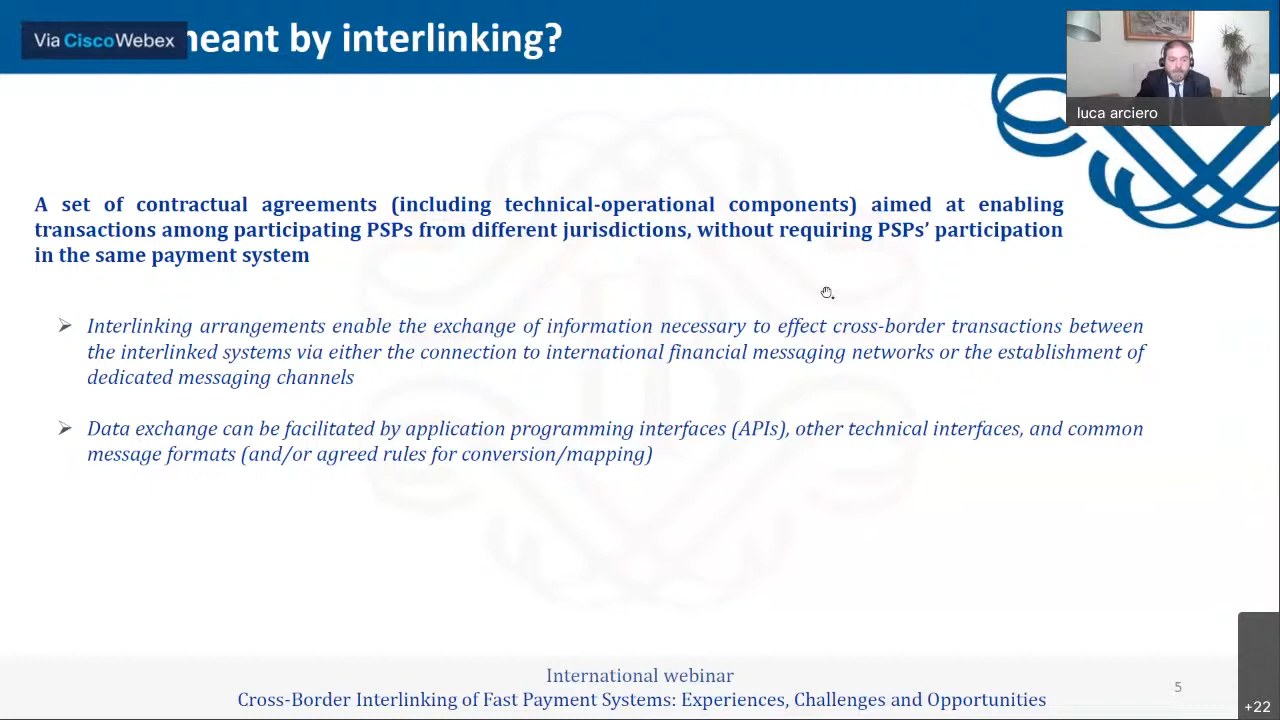 Via CiscoWebex
meant by interlinking?
luca arciero
A set of contractual agreements (including technical-operational components) aimed at enabling
transactions among participating PSPs from different jurisdictions, without requiring PSPs’ participation
in the same payment system
Interlinking arrangements enable the exchange of information necessary to effect cross-border transactions between
the interlinked systems via either the connection to international financial messaging networks or the establishment of
dedicated messaging channels
Data exchange can be facilitated by application programming interfaces (APIs), other technical interfaces, and common
message formats (and/or agreed rules for conversion/mapping)
International webinar
Cross-Border Interlinking of Fast Payment Systems: Experiences, Challenges and Opportunities
5
+22